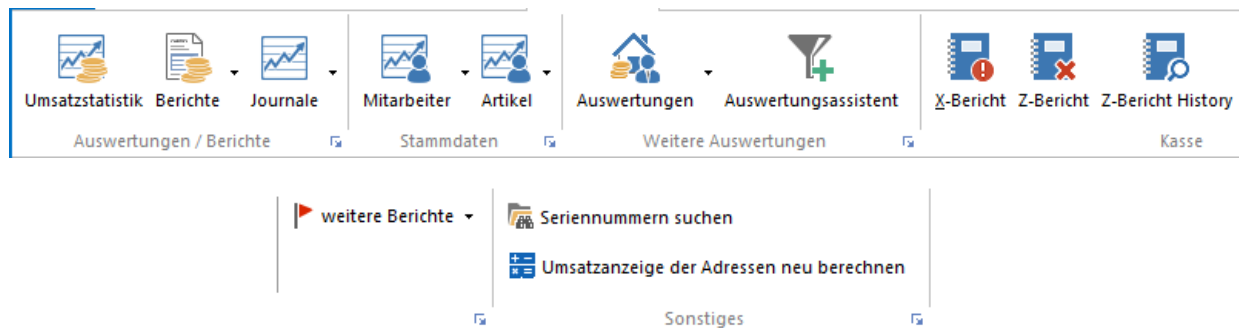 Umsatzstatistik Berichte Journale Mitarbeiter Artikel Auswertungen Auswertungsassistent X-Bericht Z-Bericht Z-Bericht History
Auswertungen / Berichte Stammdaten Weitere Auswertungen Kasse
weitere Berichte Seriennummern suchen
Umsatzanzeige der Adressen neu berechnen
Sonstiges